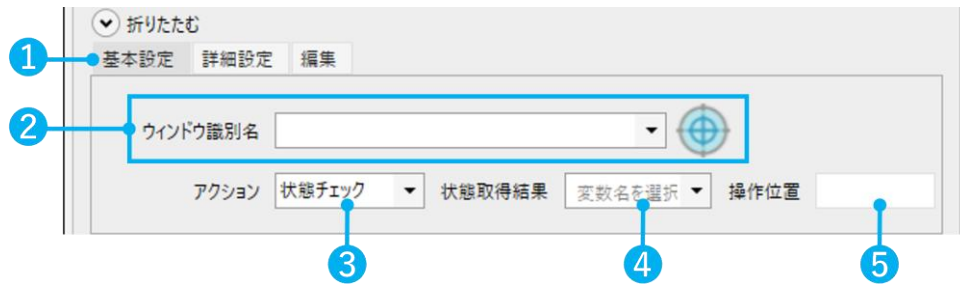 折りたたむ
1 基本設定 詳細設定 編集
2 ウィンドウ識別名
アクション 状態チェック 状態取得結果 変数名を選択 操作位置
3 4 5